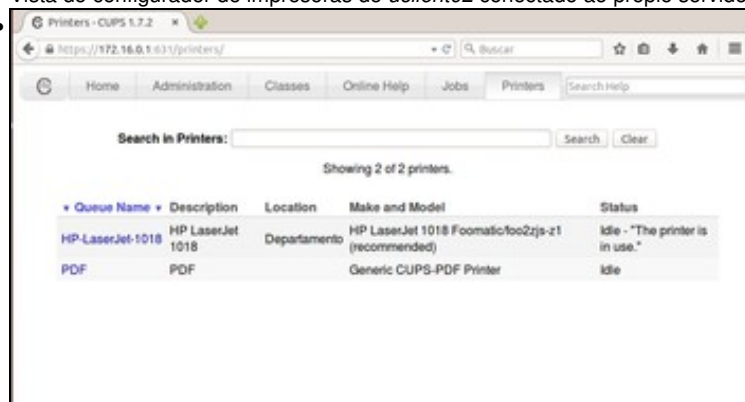 Vista do configurador de impresoras do uclient2 conectado ao propio servido
Printers - CUPS 1.7.2 ×
https://172.16.0.1:631/printers/
Buscar
Home Administration Classes Online Help Jobs Printers Search Help
Search in Printers: Search Clear
Showing 2 of 2 printers.
▼ Queue Name ▼ Description Location Make and Model Status
HP-LaserJet-1018 HP LaserJet 1018 Departamento HP LaserJet 1018 Foomatic/foo2zjs-z1 (recommended) Idle - "The printer is in use."
PDF PDF Generic CUPS-PDF Printer Idle